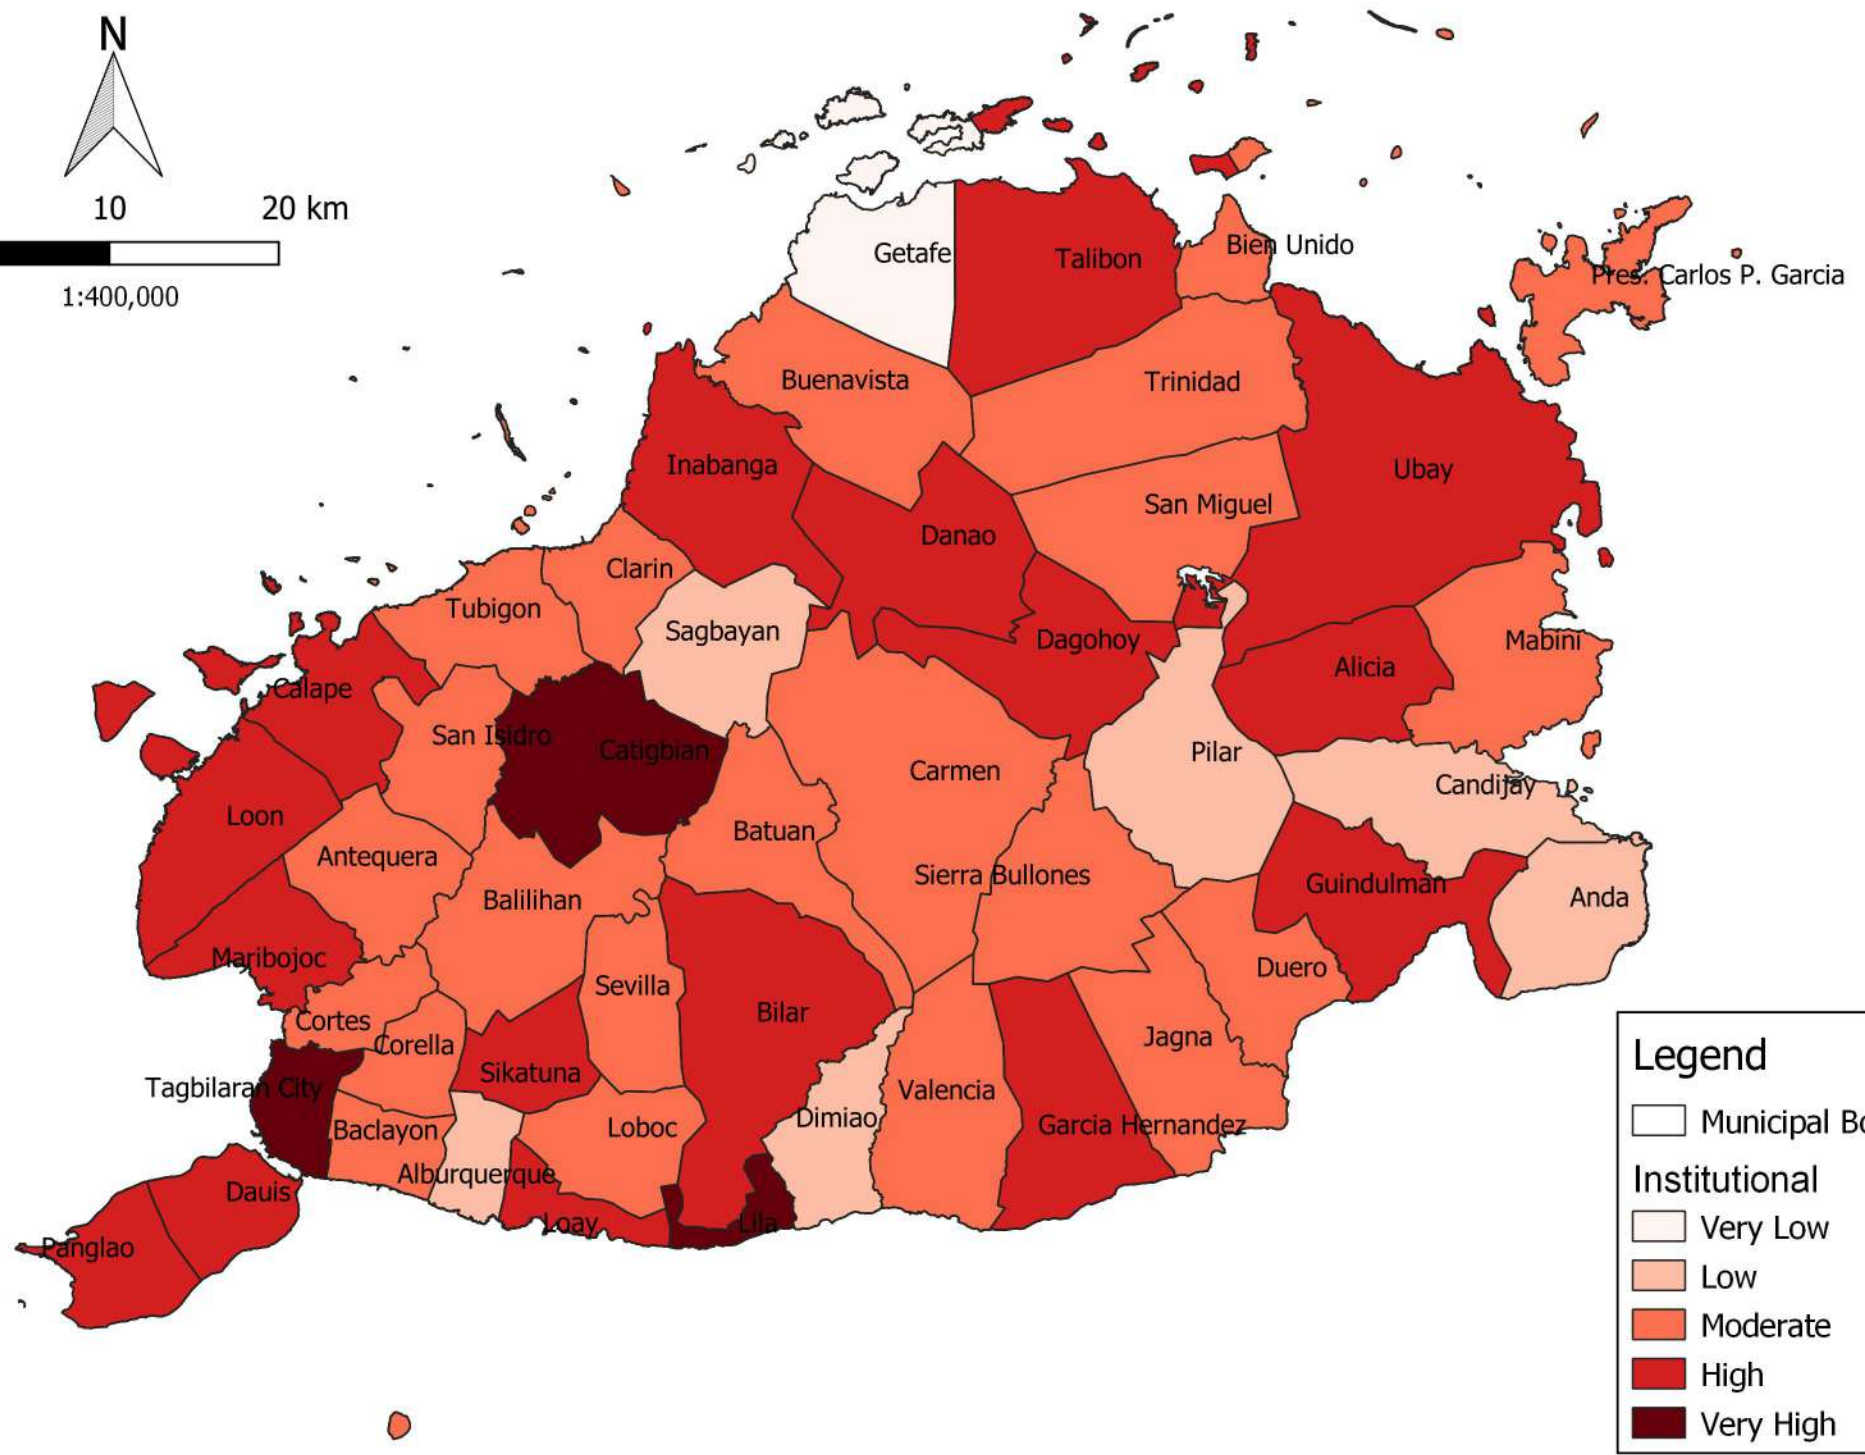 N
10 20 km
1:400,000
Getafe
Talibon
Bien Unido
Pres. Carlos P. Garcia
Buenavista
Trinidad
Inabanga
Ubay
San Miguel
Danao
Clarin
Tubigon
Sagbayan
Dagohoy
Mabini
Alicia
Calape
San Isidro
Catigbian
Pilar
Carmen
Candijay
Loon
Batuan
Antequera
Sierra Bullones
Guindulman
Balilihan
Anda
Maribojoc
Duero
Sevilla
Bilar
Cortes
Jagna
Corella
Sikatuna
Tagbilaran City
Valencia
Dimiao
Garcia Hernandez
Baclayon
Loboc
Alburquerque
Dauis
Loay
Lila
Panglao
Legend
Municipal Bo
Institutional
Very Low
Low
Moderate
High
Very High